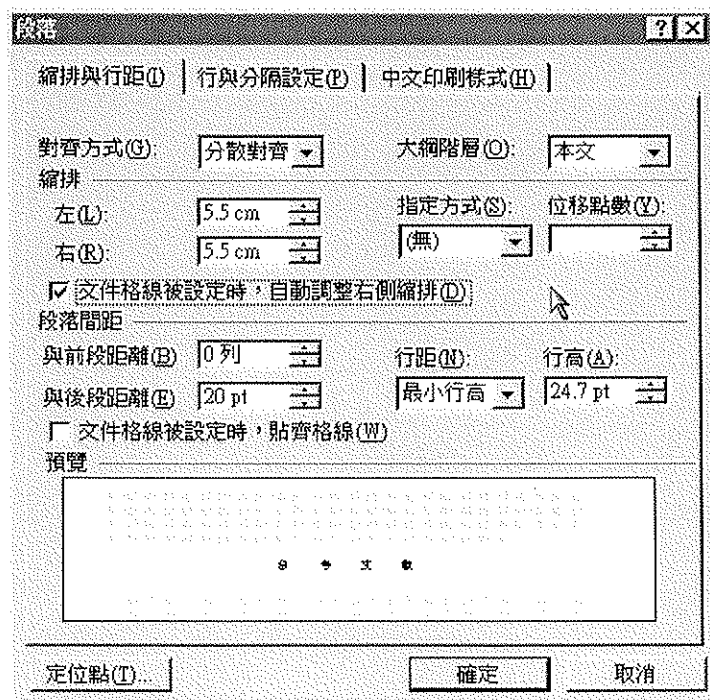 段落
縮排與行距(I) 行與分隔設定(P) 中文印刷樣式(H)
對齊方式(G): 分散對齊 大綱階層(O): 本文
縮排
左(L): 5.5 cm 指定方式(S): 位移點數(Y):
右(R): 5.5 cm (無)
文件格線被設定時,自動調整右側縮排(D)
段落間距
與前段距離(B) 0 列 行距(N): 行高(A):
與後段距離(E) 20 pt 最小行高 24.7 pt
文件格線被設定時,貼齊格線(W)
預覽
定位點(T)... 確定 取消